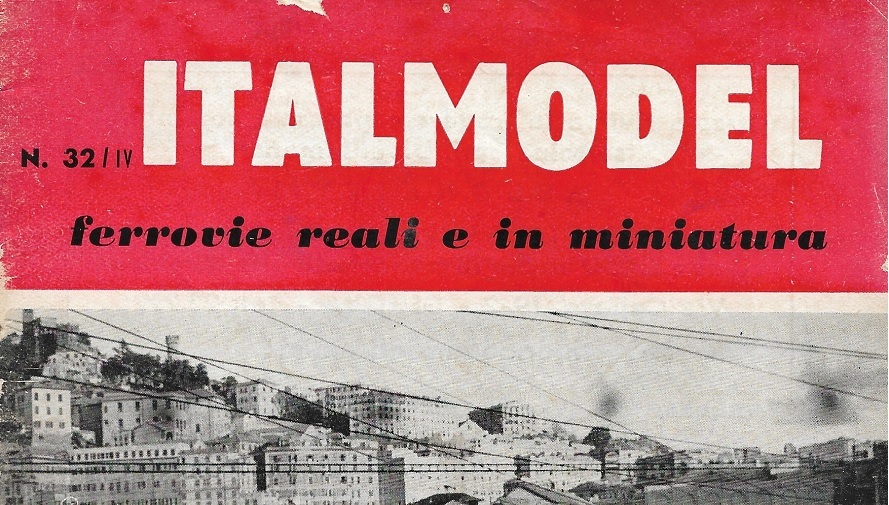 ITALMODEL
N. 32/IV
ferrovie reali e in miniatura